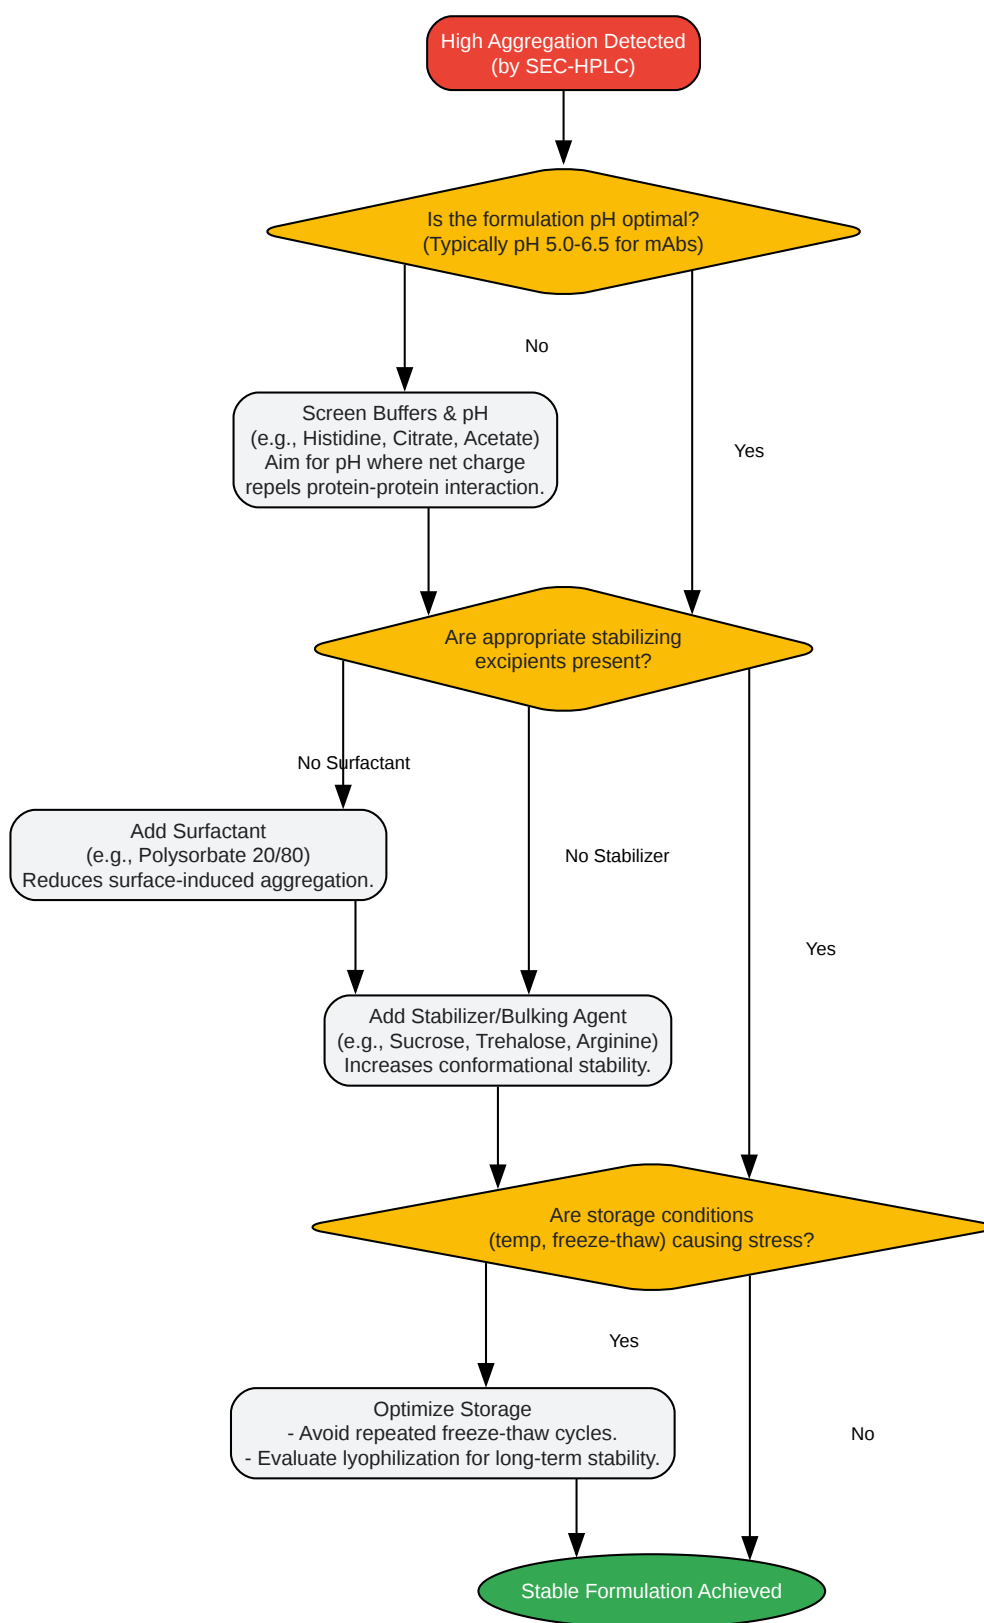 High Aggregation Detected
(by SEC-HPLC)
Is the formulation pH optimal?
(Typically pH 5.0-6.5 for mAbs)
No
Screen Buffers & pH
(e.g., Histidine, Citrate, Acetate)
Aim for pH where net charge
repels protein-protein interaction.
Yes
Are appropriate stabilizing
excipients present?
No Surfactant
Add Surfactant
(e.g., Polysorbate 20/80)
Reduces surface-induced aggregation.
No Stabilizer
Yes
Add Stabilizer/Bulking Agent
(e.g., Sucrose, Trehalose, Arginine)
Increases conformational stability.
Are storage conditions
(temp, freeze-thaw) causing stress?
Yes
Optimize Storage
- Avoid repeated freeze-thaw cycles.
- Evaluate lyophilization for long-term stability.
No
Stable Formulation Achieved